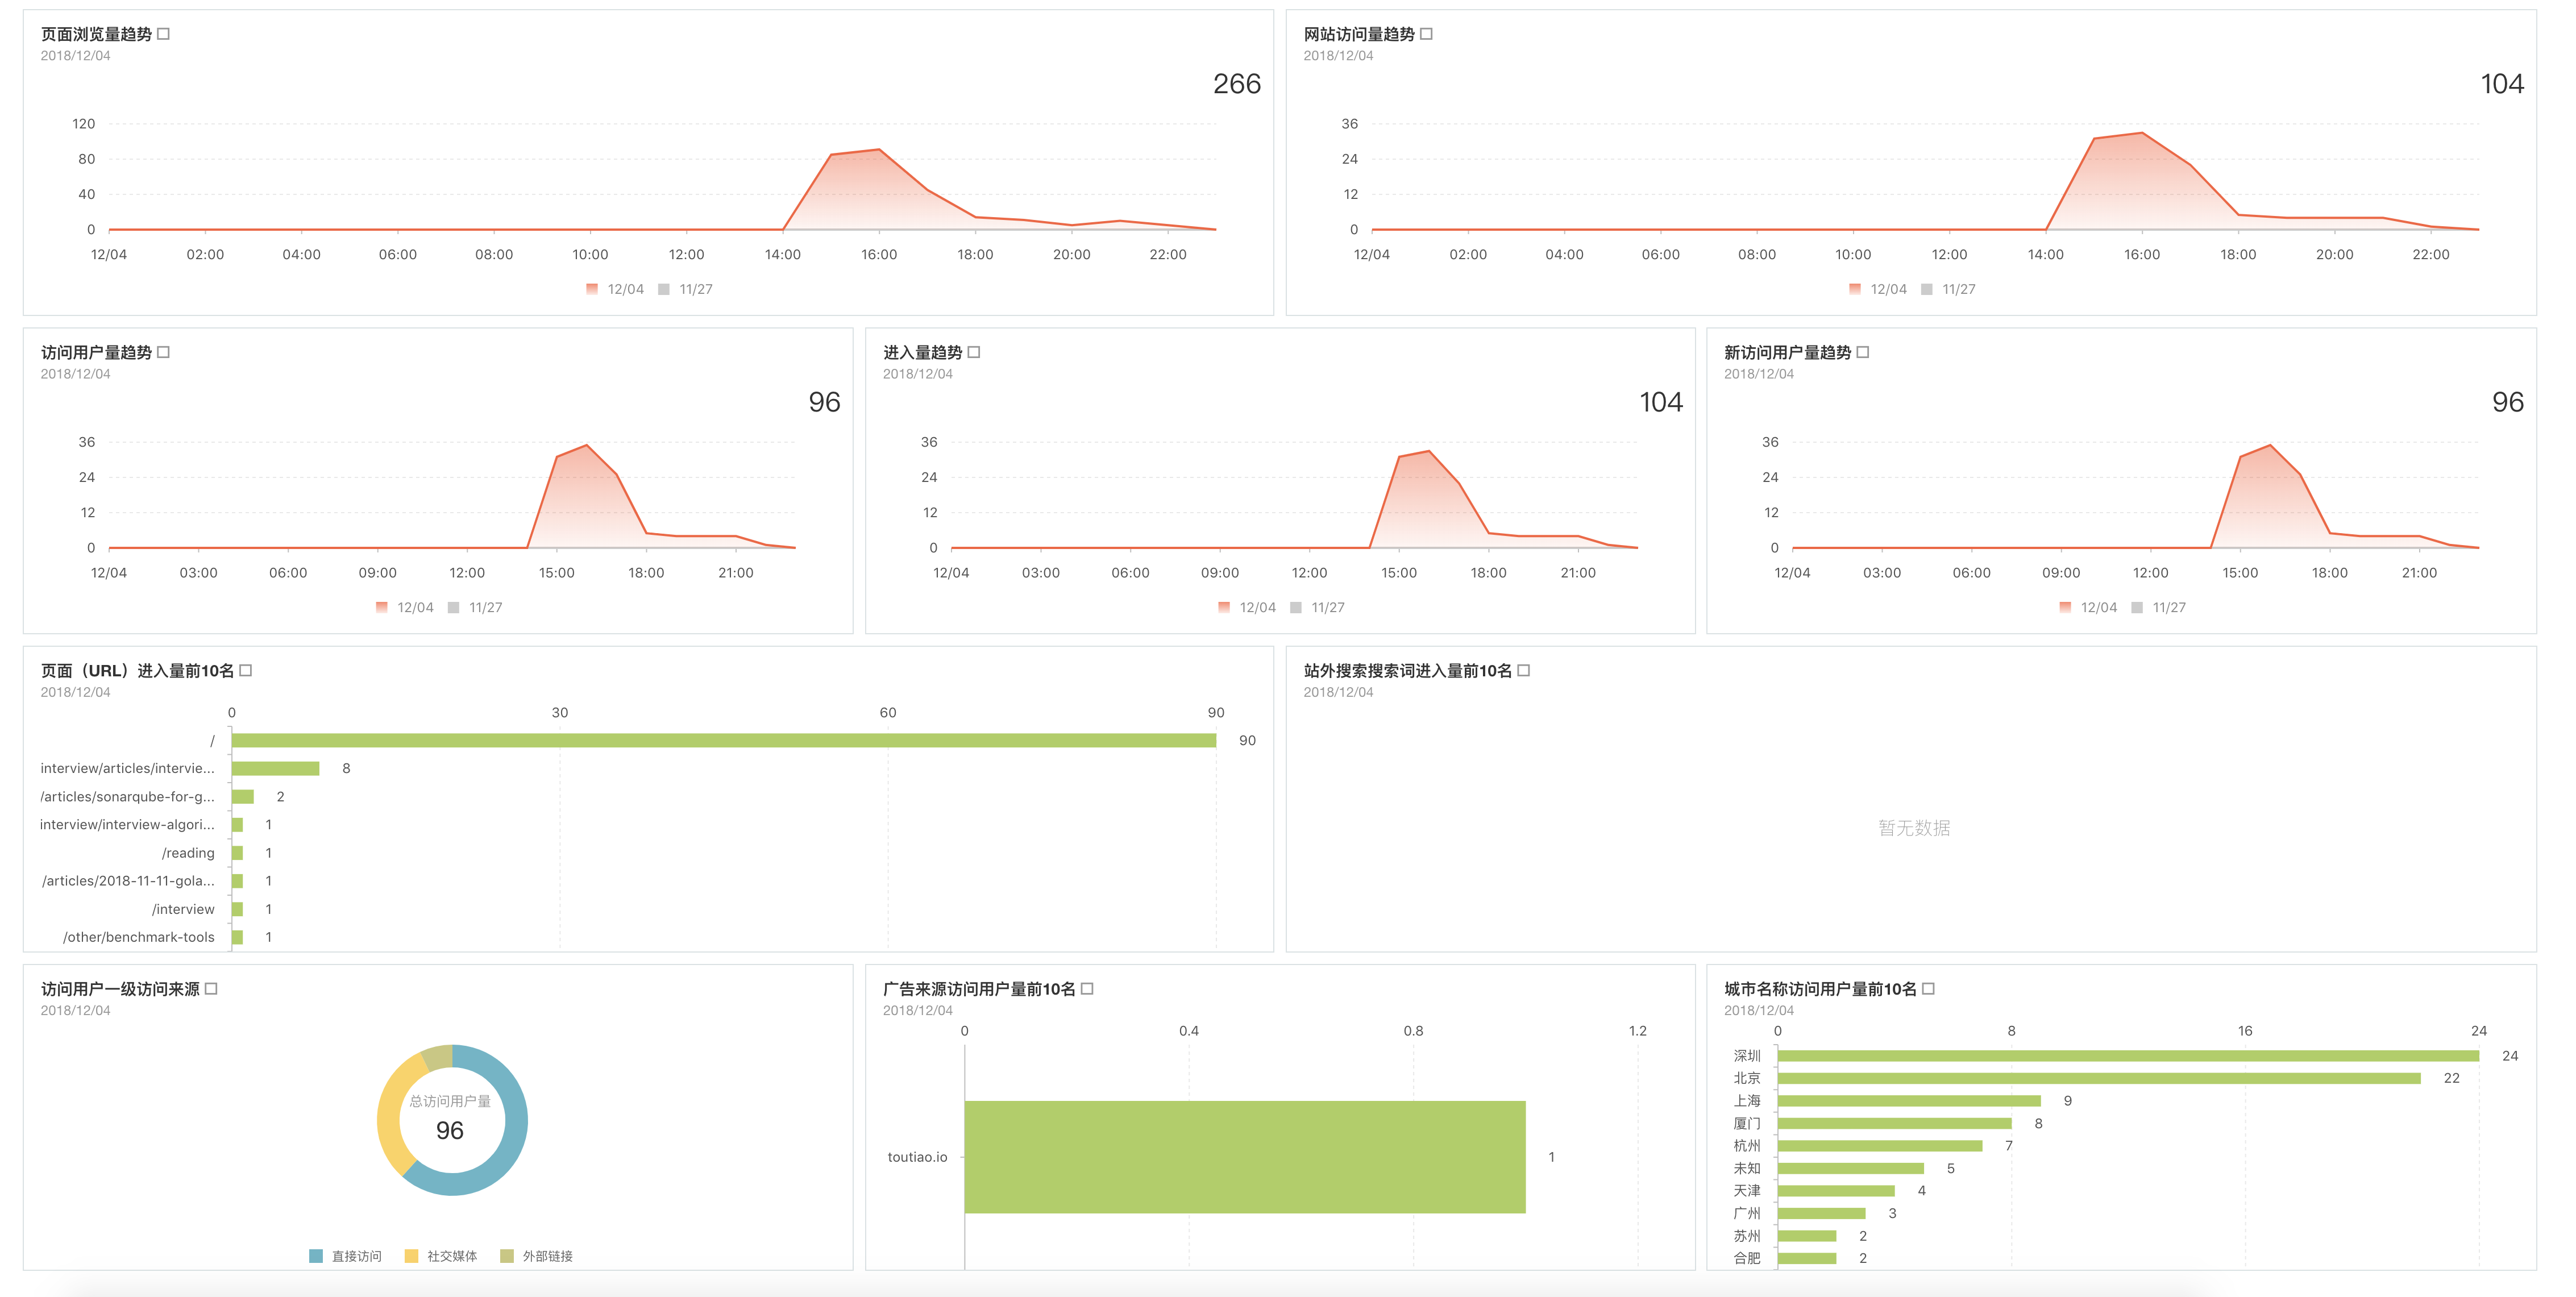 页面浏览量趋势
2018/12/04
266
120
80
40
0
12/04 02:00 04:00 06:00 08:00 10:00 12:00 14:00 16:00 18:00 20:00 22:00
12/04 11/27
网站访问量趋势
2018/12/04
104
36
24
12
0
12/04 02:00 04:00 06:00 08:00 10:00 12:00 14:00 16:00 18:00 20:00 22:00
12/04 11/27
访问用户量趋势
2018/12/04
96
36
24
12
0
12/04 03:00 06:00 09:00 12:00 15:00 18:00 21:00
12/04 11/27
进入量趋势
2018/12/04
104
36
24
12
0
12/04 03:00 06:00 09:00 12:00 15:00 18:00 21:00
12/04 11/27
新访问用户量趋势
2018/12/04
96
36
24
12
0
12/04 03:00 06:00 09:00 12:00 15:00 18:00 21:00
12/04 11/27
页面（URL）进入量前10名
2018/12/04
0 30 60 90
/ 90
interview/articles/intervie... 8
/articles/sonarqube-for-g... 2
interview/interview-algori... 1
/reading 1
/articles/2018-11-11-gola... 1
/interview 1
/other/benchmark-tools 1
站外搜索搜索词进入量前10名
2018/12/04
暂无数据
访问用户一级访问来源
2018/12/04
总访问用户量
96
直接访问 社交媒体 外部链接
广告来源访问用户量前10名
2018/12/04
0 0.4 0.8 1.2
toutiao.io 1
城市名称访问用户量前10名
2018/12/04
0 8 16 24
深圳 24
北京 22
上海 9
厦门 8
杭州 7
未知 5
天津 4
广州 3
苏州 2
合肥 2